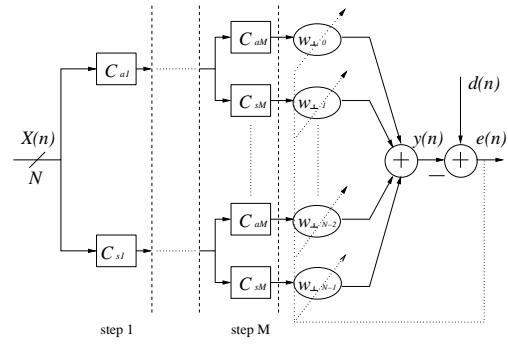 C a1
C aM
w⊥ 0
C sM
w⊥ 1
d(n)
X(n)
N
y(n)
e(n)
+
+
−
C s1
C aM
w⊥ N-2
C sM
w⊥ N-1
step 1
step M